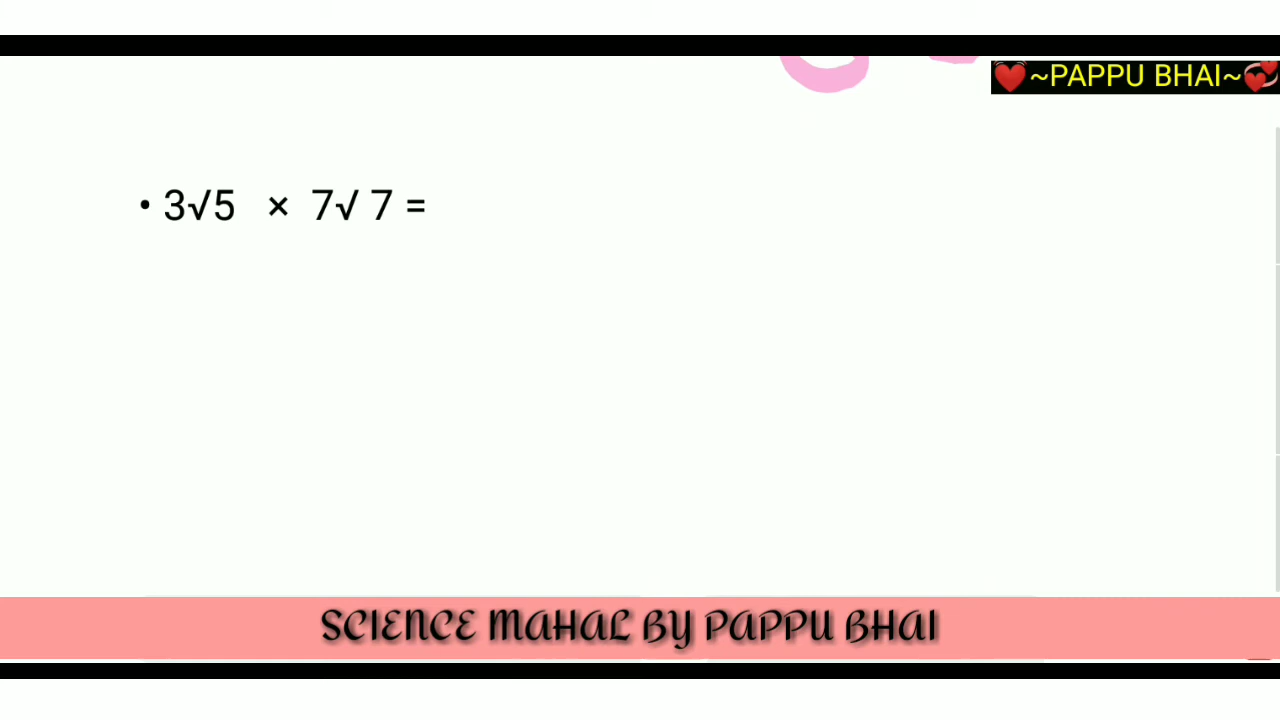 ❤️~PAPPU BHAI~💞
• 3√5 × 7√ 7 =
SCIENCE MAHAL BY PAPPU BHAI